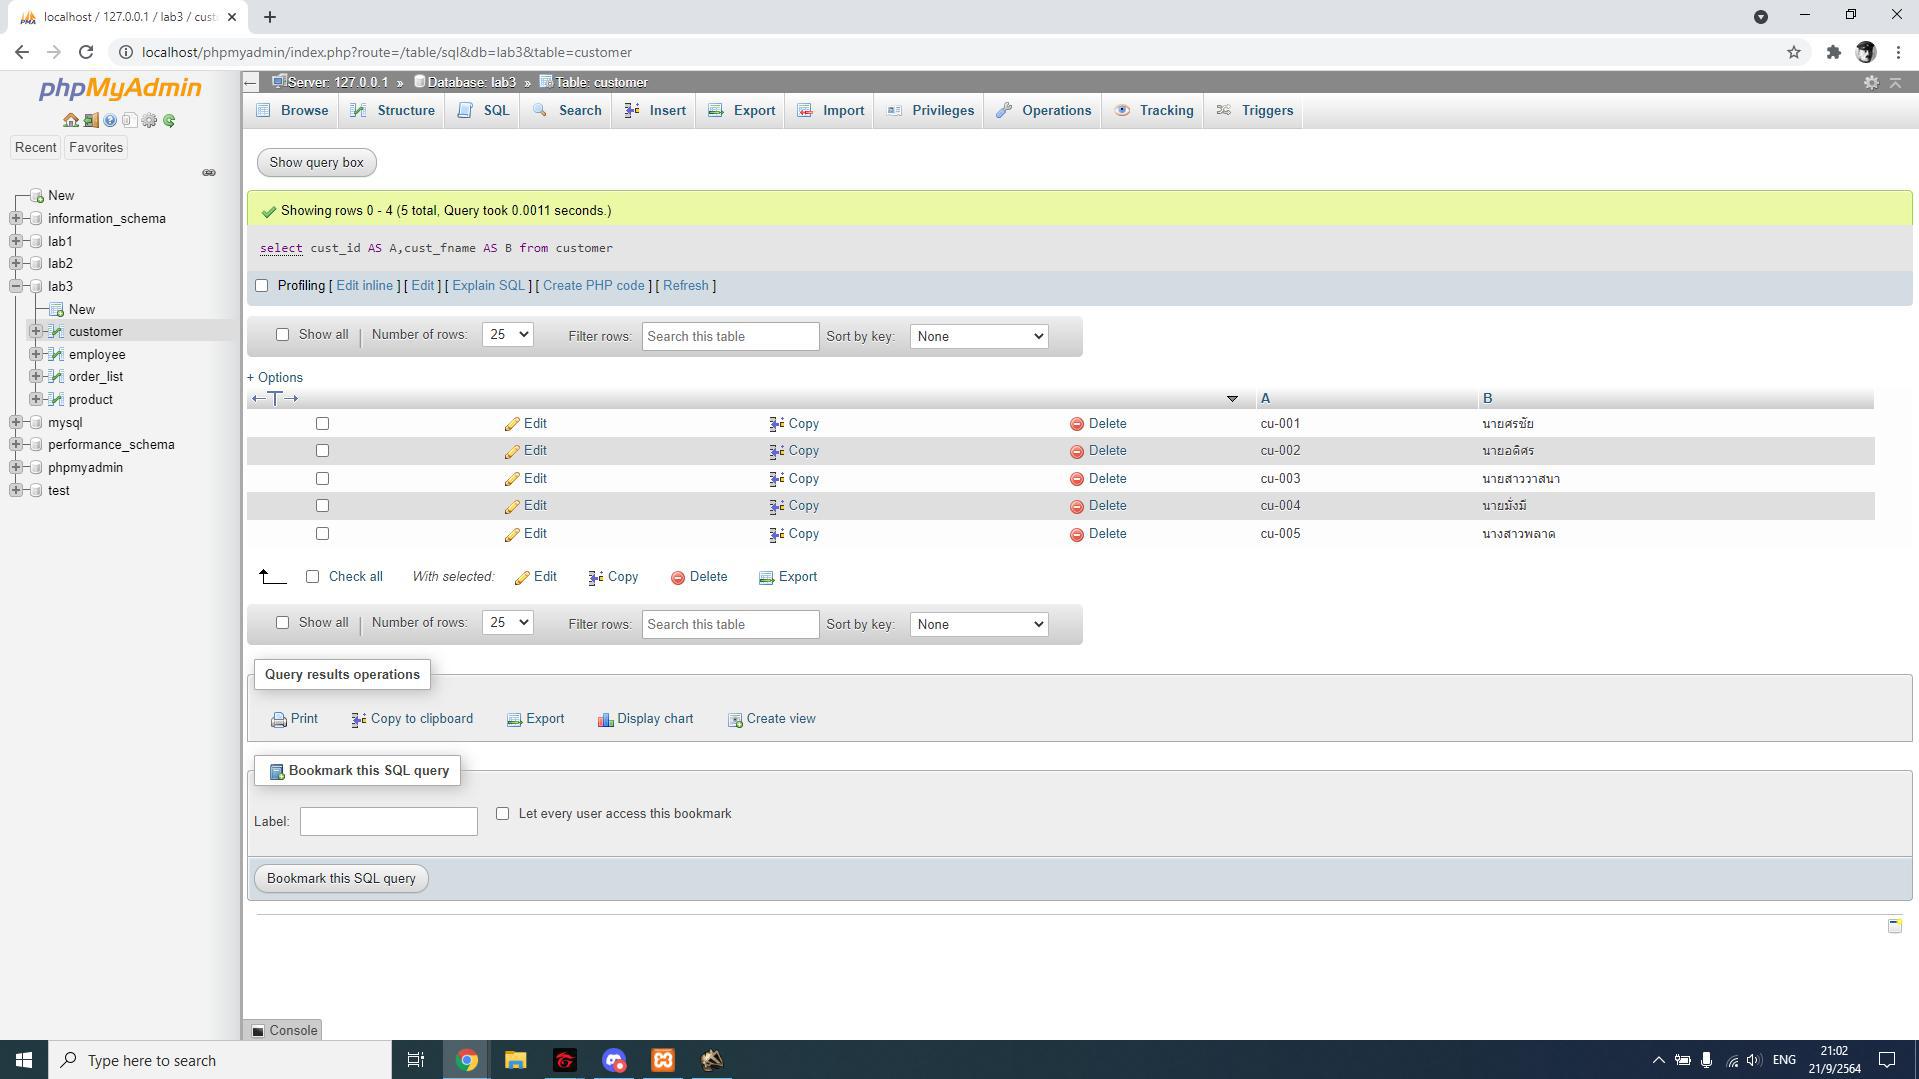 localhost / 127.0.0.1 / lab3 / cust
localhost/phpmyadmin/index.php?route=/table/sql&db=lab3&table=customer
phpMyAdmin
Recent
Favorites
New
information_schema
lab1
lab2
lab3
New
customer
employee
order_list
product
mysql
performance_schema
phpmyadmin
test
Server: 127.0.0.1 » Database: lab3 » Table: customer
Browse Structure SQL Search Insert Export Import Privileges Operations Tracking Triggers
Show query box
Showing rows 0 - 4 (5 total, Query took 0.0011 seconds.)
select cust_id AS A,cust_fname AS B from customer
Profiling [ Edit inline ] [ Edit ] [ Explain SQL ] [ Create PHP code ] [ Refresh ]
Show all Number of rows: 25 Filter rows: Search this table Sort by key: None
+ Options
←T→ A B
Edit Copy Delete cu-001 นายศรชัย
Edit Copy Delete cu-002 นายอดิศร
Edit Copy Delete cu-003 นายสาววาสนา
Edit Copy Delete cu-004 นายมั่งมี
Edit Copy Delete cu-005 นางสาวพลาด
Check all With selected: Edit Copy Delete Export
Show all Number of rows: 25 Filter rows: Search this table Sort by key: None
Query results operations
Print Copy to clipboard Export Display chart Create view
Bookmark this SQL query
Label: Let every user access this bookmark
Bookmark this SQL query
Console
Type here to search
ENG
21:02
21/9/2564